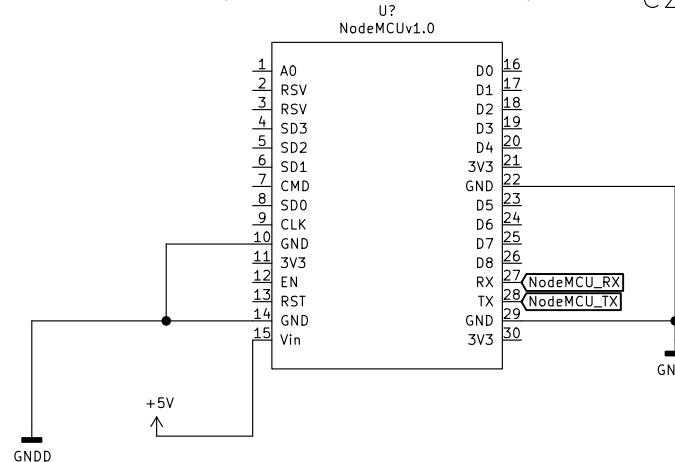 U?
NodeMCUv1.0
1 A0 D0 16
2 RSV D1 17
3 RSV D2 18
4 SD3 D3 19
5 SD2 D4 20
6 SD1 3V3 21
7 CMD GND 22
8 SD0 D5 23
9 CLK D6 24
10 GND D7 25
11 3V3 D8 26
12 EN RX 27 NodeMCU_RX
13 RST TX 28 NodeMCU_TX
14 GND GND 29
15 Vin 3V3 30
GN
+5V
GNDD